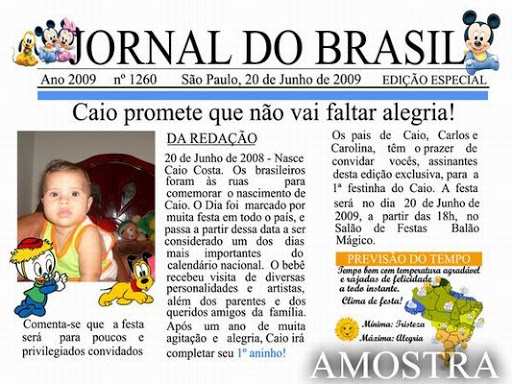 JORNAL DO BRASIL
Ano 2009 nº 1260 São Paulo, 20 de Junho de 2009 EDIÇÃO ESPECIAL
Caio promete que não vai faltar alegria!
Comenta-se que a festa
será para poucos e
privilegiados convidados
DA REDAÇÃO
20 de Junho de 2008 - Nasce
Caio Costa. Os brasileiros
foram às ruas para
comemorar o nascimento de
Caio. O Dia foi marcado por
muita festa em todo o país, e
passa a partir dessa data a ser
considerado um dos dias
mais importantes do
calendário nacional. O bebê
recebeu visita de diversas
personalidades e artistas,
além dos parentes e dos
queridos amigos da família.
Após um ano de muita
agitação e alegria, Caio irá
completar seu 1º aninho!
Os pais de Caio, Carlos e
Carolina, têm o prazer de
convidar vocês, assinantes
desta edição exclusiva, para a
1ª festinha do Caio. A festa
será no dia 20 de Junho de
2009, a partir das 18h, no
Salão de Festas Balão
Mágico.
PREVISÃO DO TEMPO
Tempo bom com temperatura agradável
e rajadas de felicidade
a todo instante.
Clima de festa!
Mínima: Tristeza
Máxima: Alegria
AMOSTRA